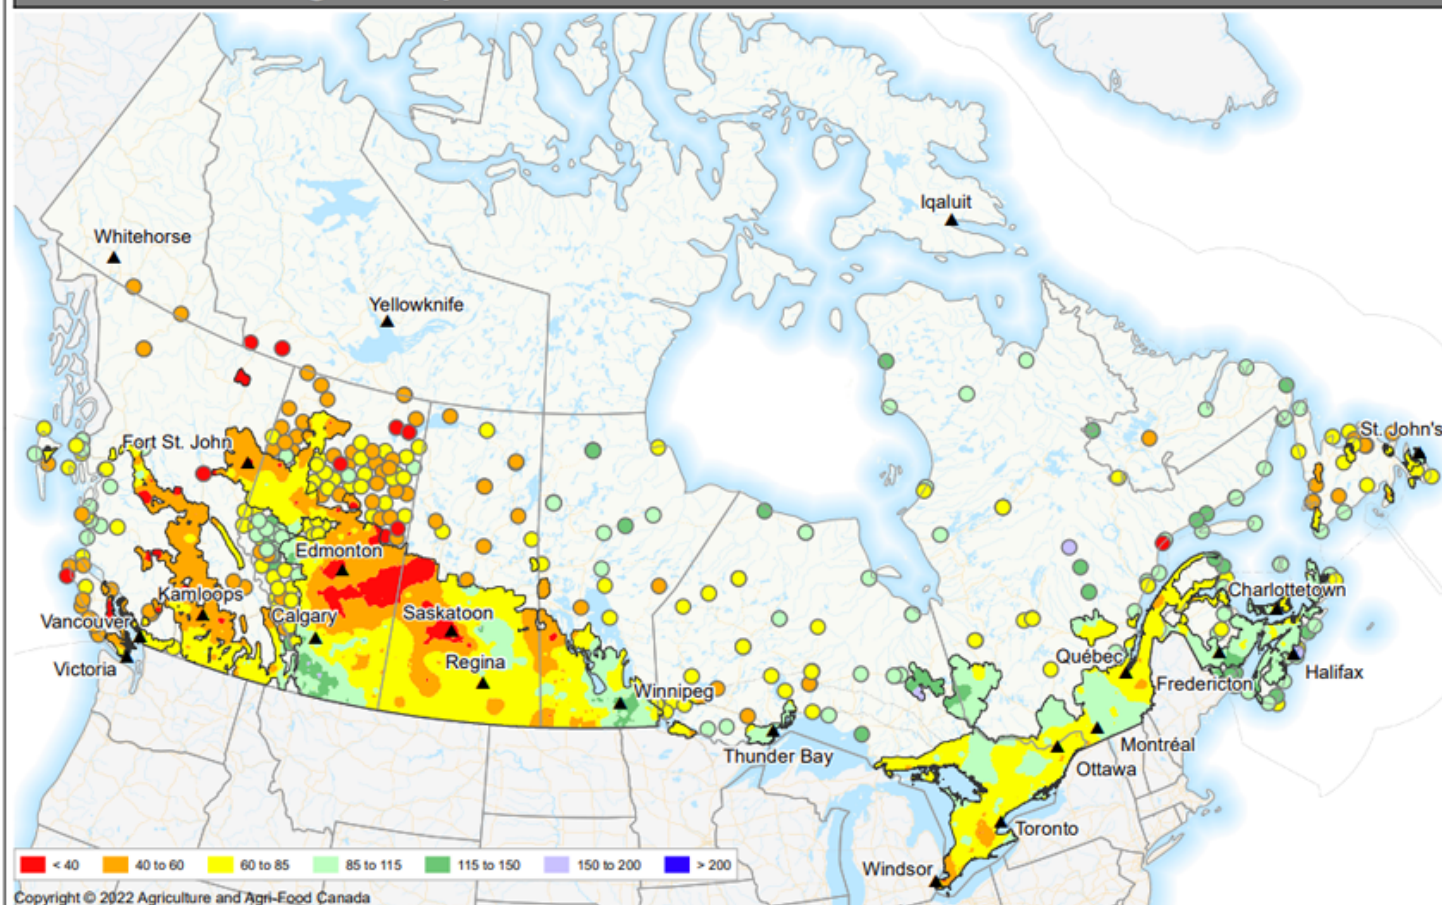 Iqaluit
Whitehorse
Yellowknife
Fort St. John
St. John's
Edmonton
Kamloops
Charlottetown
Calgary
Saskatoon
Vancouver
Québec
Regina
Victoria
Halifax
Fredericton
Winnipeg
Montréal
Thunder Bay
Ottawa
Toronto
Windsor
< 40 40 to 60 60 to 85 85 to 115 115 to 150 150 to 200 > 200
Copyright © 2022 Agriculture and Agri-Food Canada